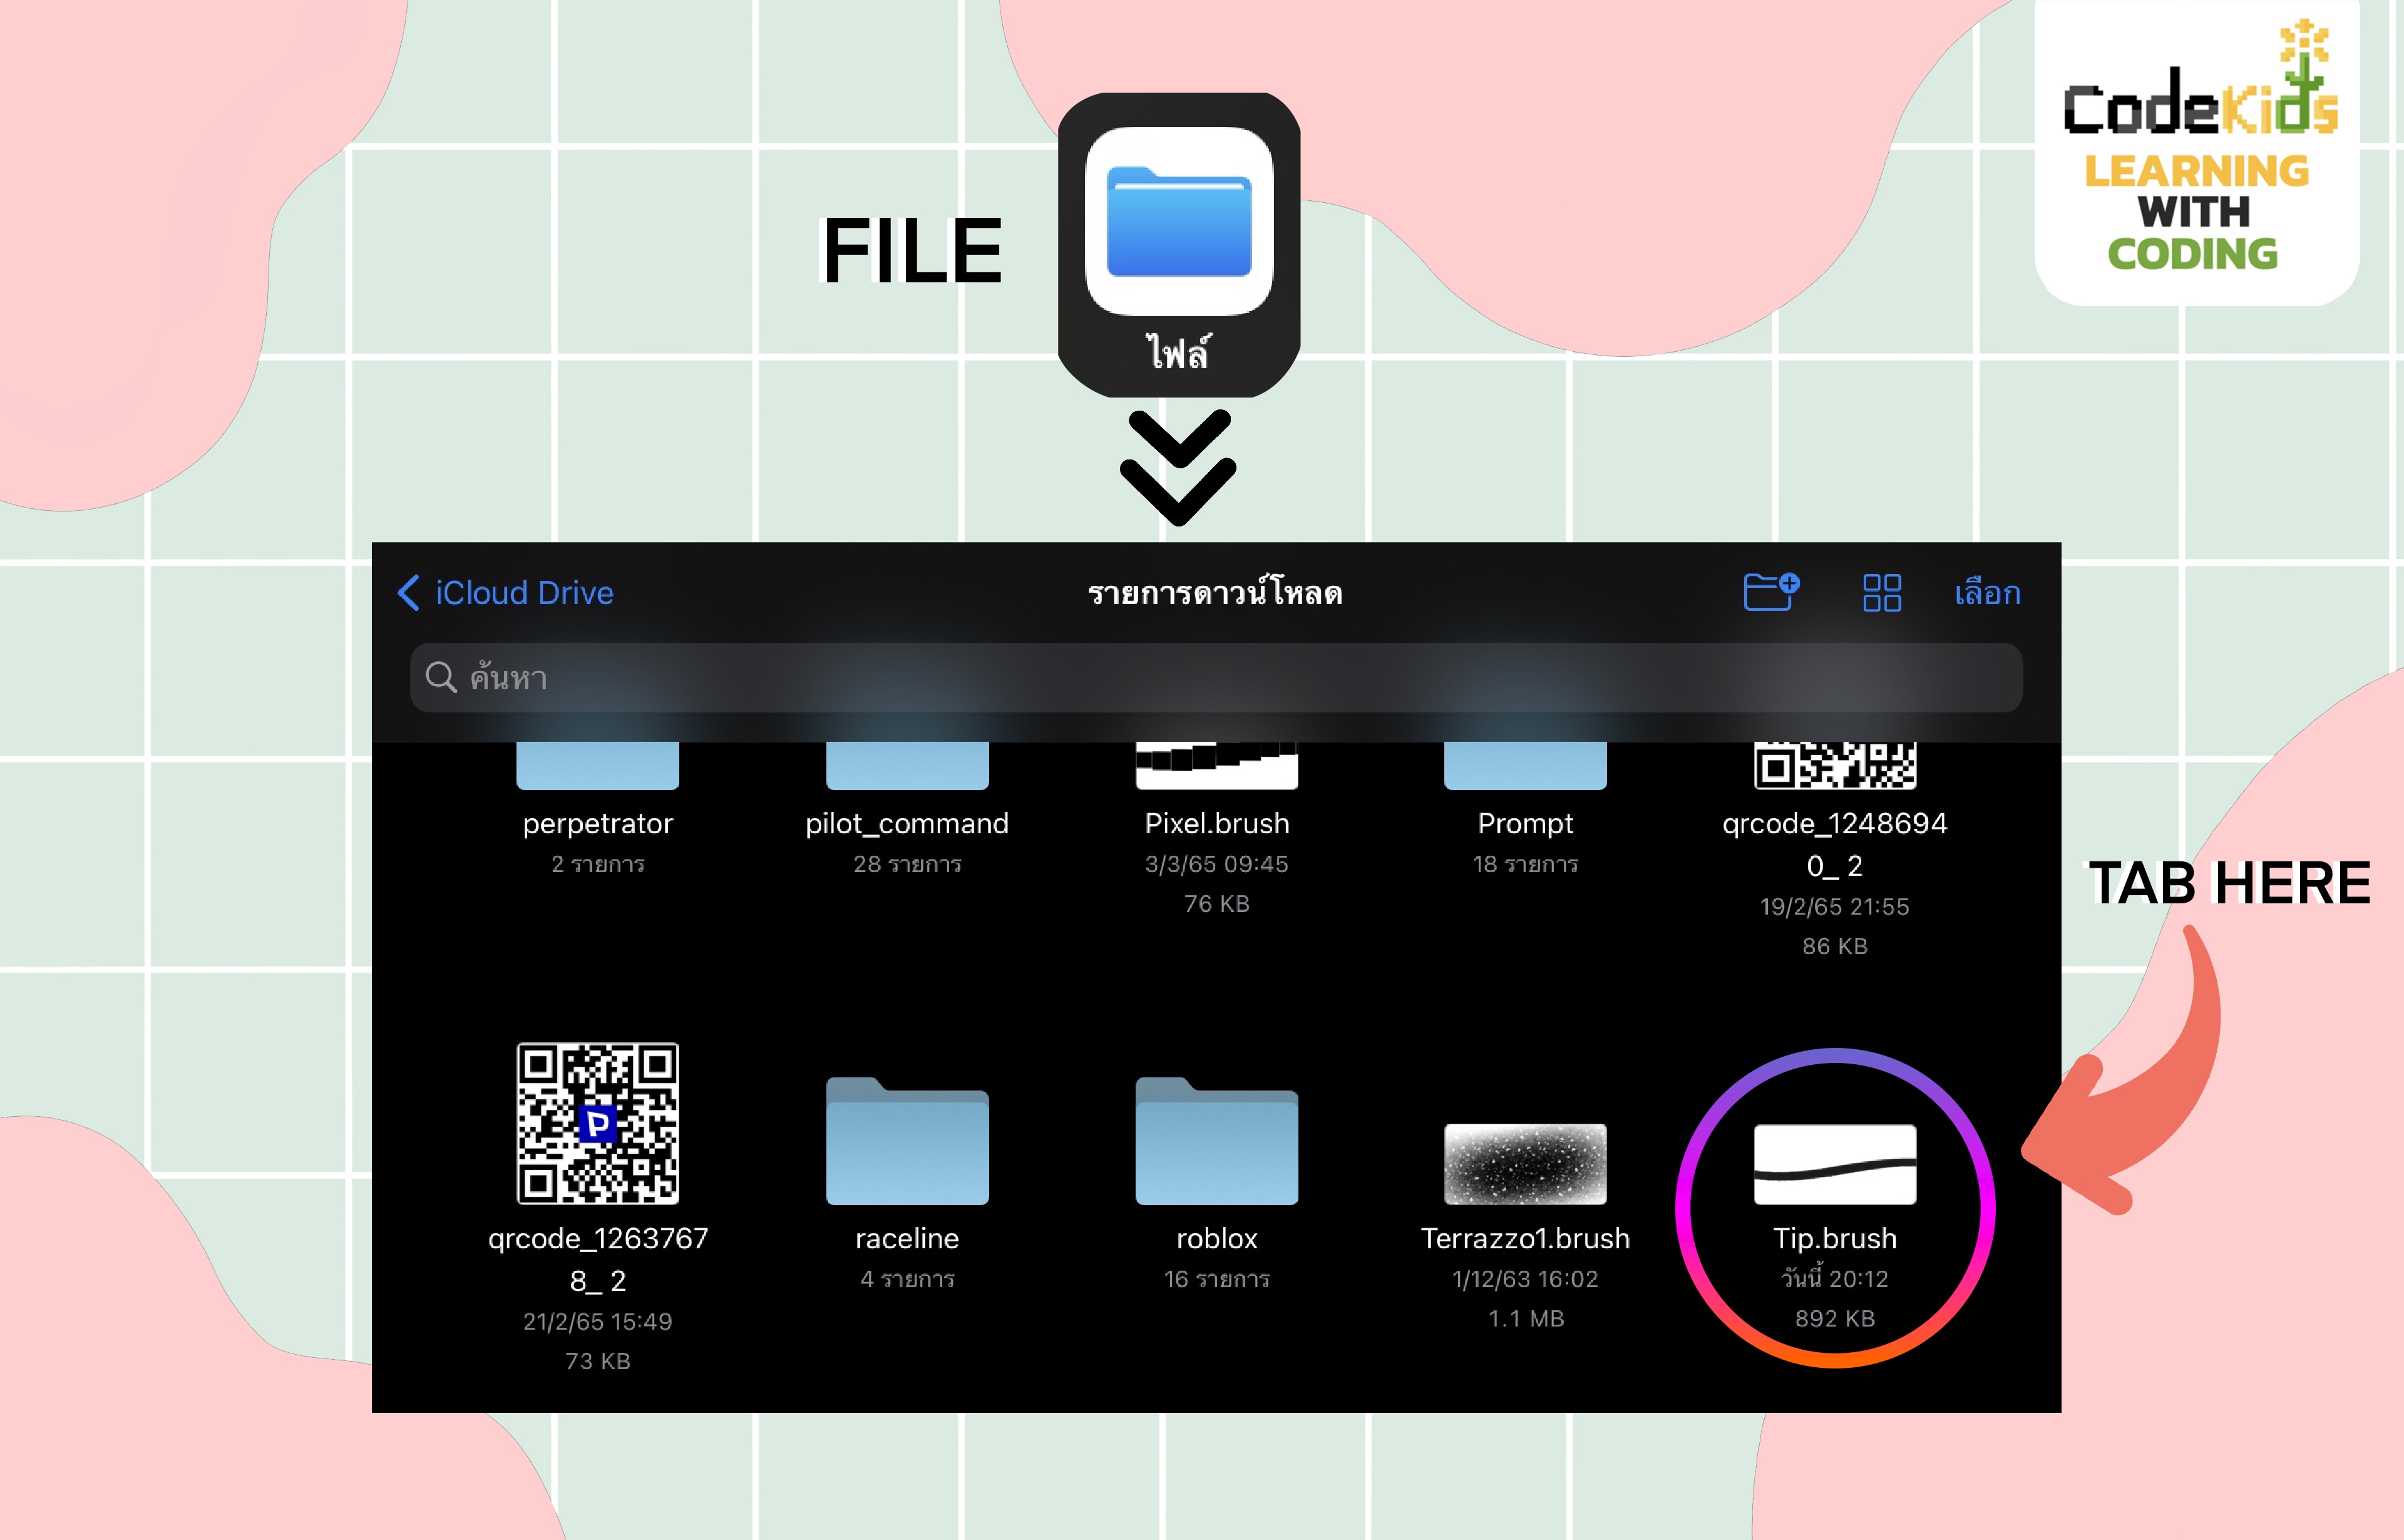 CodeKids
LEARNING
WITH
CODING
FILE
ไฟล์
iCloud Drive
รายการดาวน์โหลด
เลือก
ค้นหา
perpetrator
2 รายการ
pilot_command
28 รายการ
Pixel.brush
3/3/65 09:45
76 KB
Prompt
18 รายการ
qrcode_1248694
0_ 2
19/2/65 21:55
86 KB
TAB HERE
qrcode_1263767
8_ 2
21/2/65 15:49
73 KB
raceline
4 รายการ
roblox
16 รายการ
Terrazzo1.brush
1/12/63 16:02
1.1 MB
Tip.brush
วันนี้ 20:12
892 KB